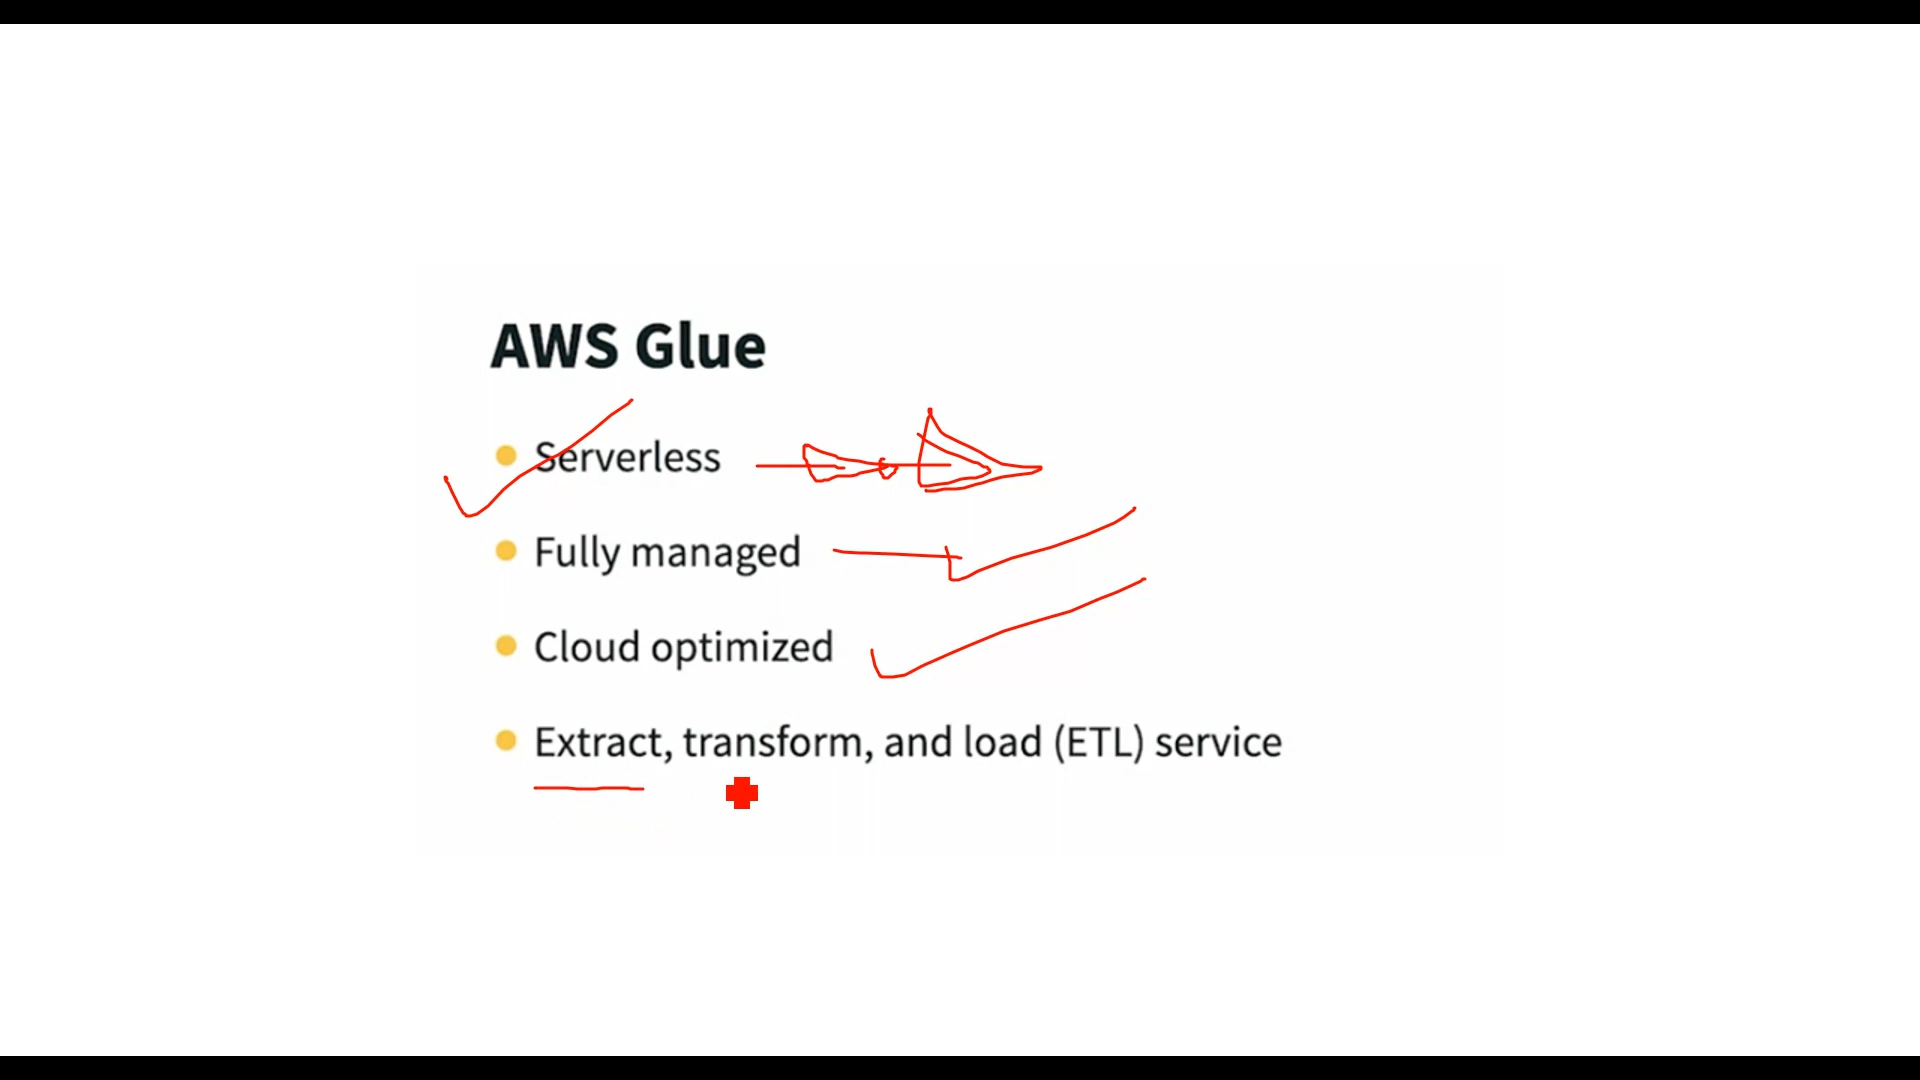 AWS Glue
Serverless
Fully managed
Cloud optimized
Extract, transform, and load (ETL) service